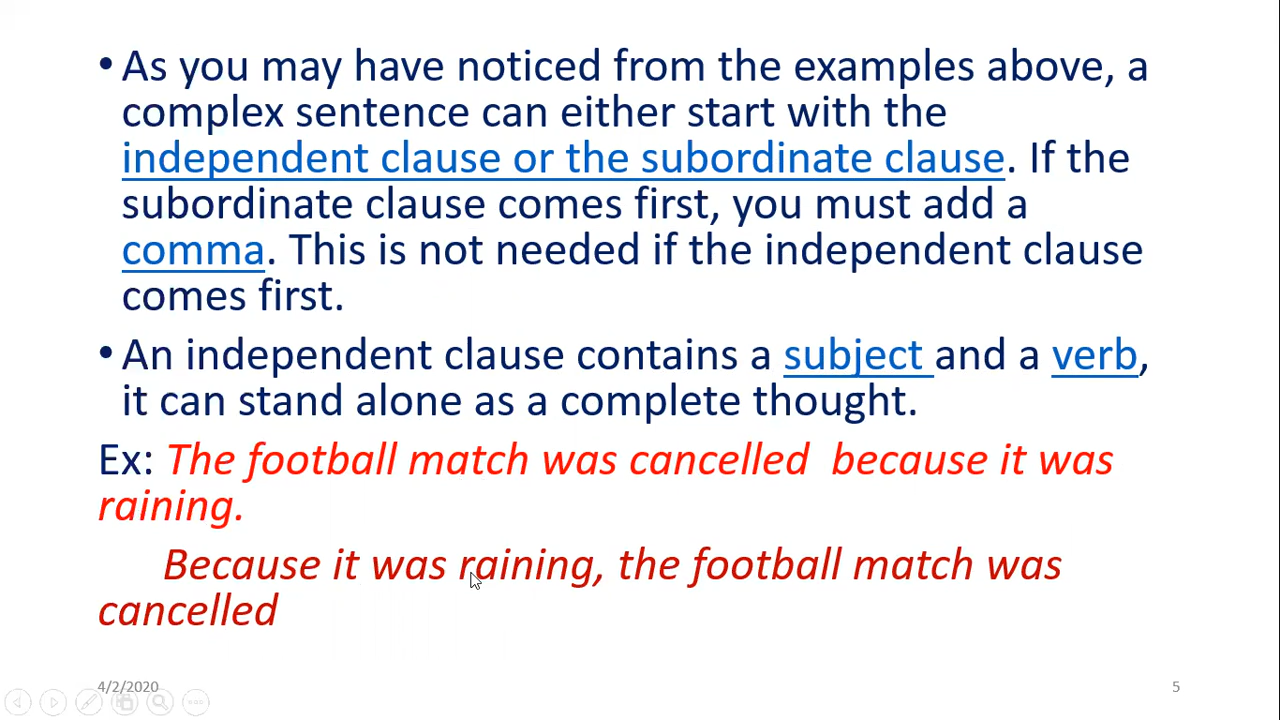 • As you may have noticed from the examples above, a
complex sentence can either start with the
independent clause or the subordinate clause. If the
subordinate clause comes first, you must add a
comma. This is not needed if the independent clause
comes first.
• An independent clause contains a subject and a verb,
it can stand alone as a complete thought.
Ex: The football match was cancelled  because it was
raining.
Because it was raining, the football match was
cancelled
4/2/2020
5